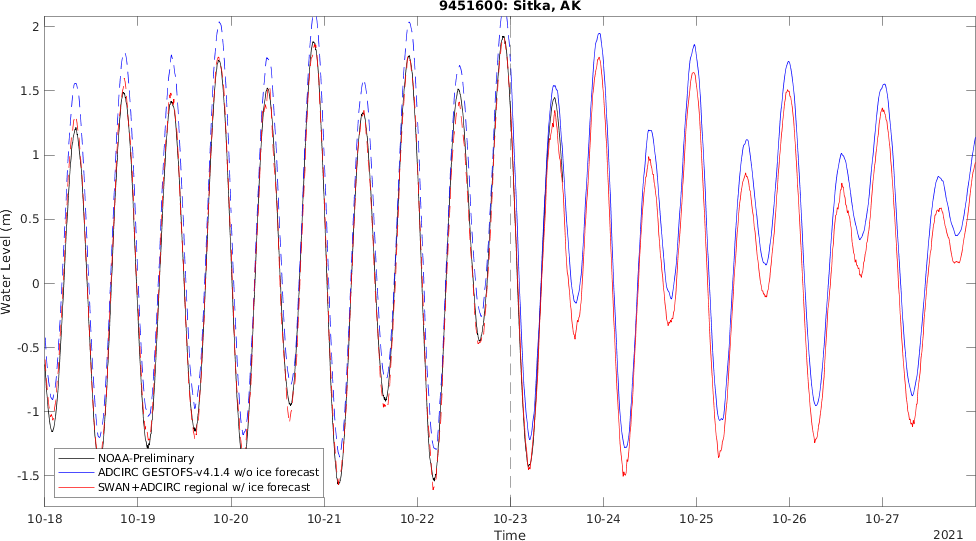 9451600: Sitka, AK
2
1.5
1
0.5
0
-0.5
-1
-1.5
Water Level (m)
NOAA-Preliminary
ADCIRC GESTOFS-v4.1.4 w/o ice forecast
SWAN+ADCIRC regional w/ ice forecast
10-18 10-19 10-20 10-21 10-22 10-23 10-24 10-25 10-26 10-27
Time
2021